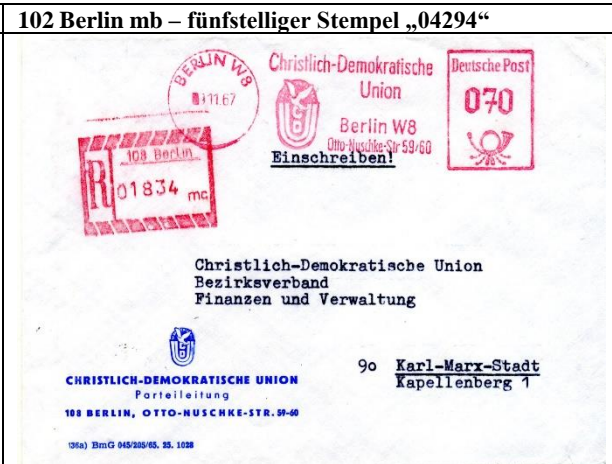 102 Berlin mb – fünfstelliger Stempel „04294“
BERLIN W8
11.67
Christlich-Demokratische
Union
Berlin W8
Otto-Nuschke-Str 59/60
Deutsche Post
070
Einschreiben!
R
108 Berlin
01834 mc
Christlich-Demokratische Union
Bezirksverband
Finanzen und Verwaltung
90 Karl-Marx-Stadt
Kapellenberg 1
CHRISTLICH-DEMOKRATISCHE UNION
Parteileitung
108 BERLIN, OTTO-NUSCHKE-STR. 59-60
(36a) BmG 045/205/65. 25. 1028